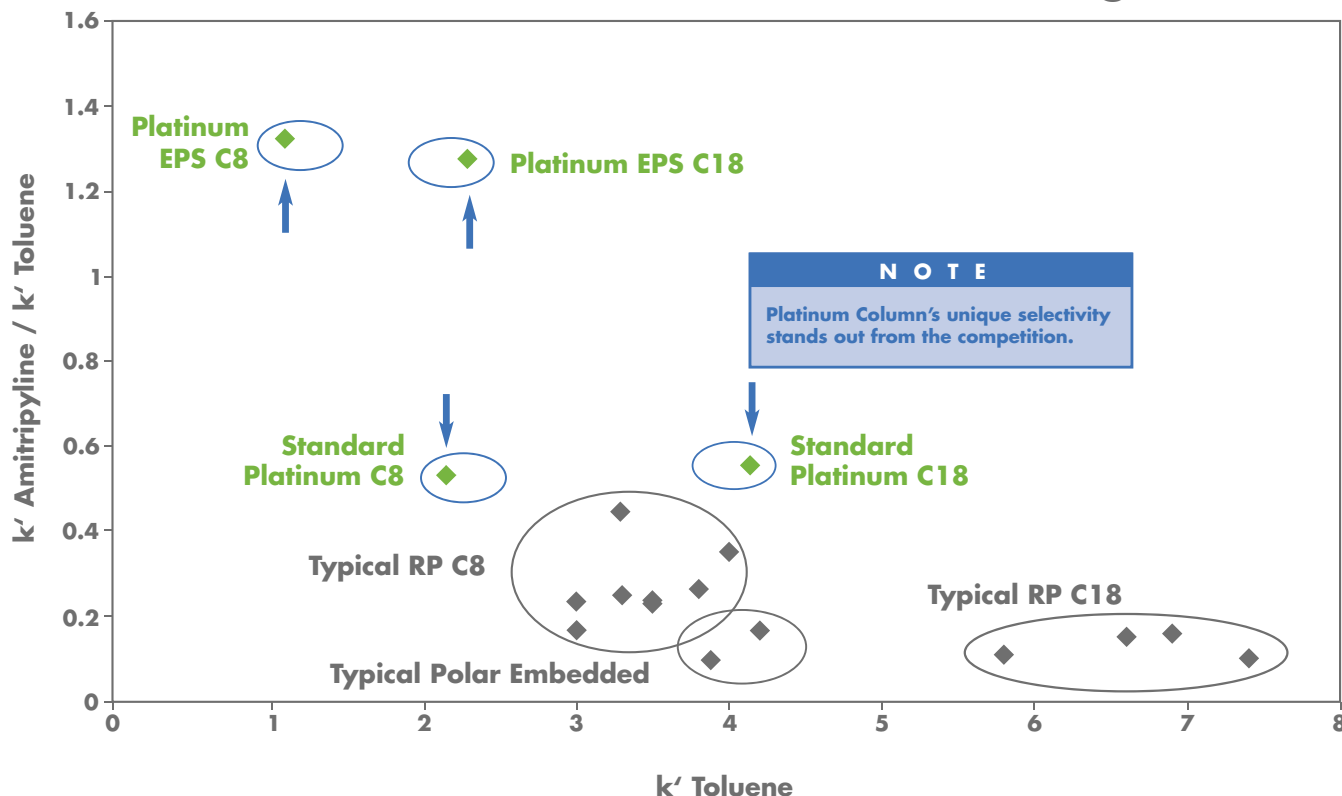 k′ Amitripyline / k′ Toluene
1.6
1.4
1.2
1
0.8
0.6
0.4
0.2
0
Platinum
EPS C8
Platinum EPS C18
NOTE
Platinum Column's unique selectivity
stands out from the competition.
Standard
Platinum C8
Standard
Platinum C18
Typical RP C8
Typical RP C18
Typical Polar Embedded
0
1
2
3
4
5
6
7
8
k′ Toluene